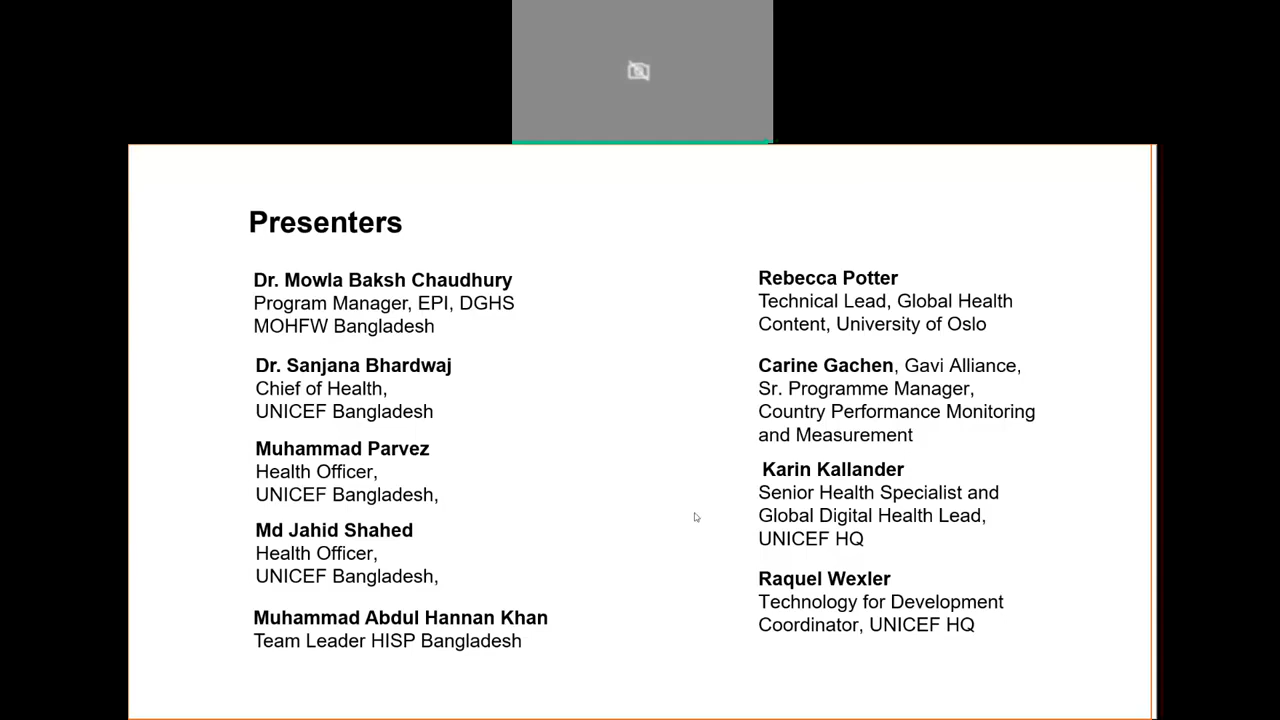 Presenters
Dr. Mowla Baksh Chaudhury
Program Manager, EPI, DGHS
MOHFW Bangladesh
Dr. Sanjana Bhardwaj
Chief of Health,
UNICEF Bangladesh
Muhammad Parvez
Health Officer,
UNICEF Bangladesh,
Md Jahid Shahed
Health Officer,
UNICEF Bangladesh,
Muhammad Abdul Hannan Khan
Team Leader HISP Bangladesh
Rebecca Potter
Technical Lead, Global Health
Content, University of Oslo
Carine Gachen, Gavi Alliance,
Sr. Programme Manager,
Country Performance Monitoring
and Measurement
Karin Kallander
Senior Health Specialist and
Global Digital Health Lead,
UNICEF HQ
Raquel Wexler
Technology for Development
Coordinator, UNICEF HQ